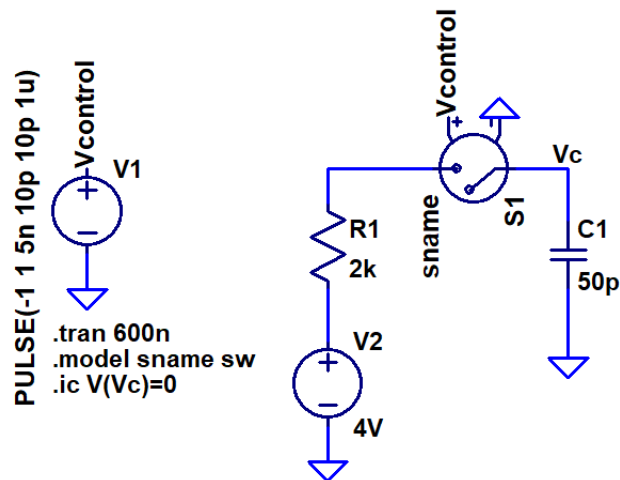 PULSE(-1 1 5n 10p 10p 1u)
Vcontrol
V1
+
−
.tran 600n
.model sname sw
.ic V(Vc)=0
Vcontrol
+
-
Vc
sname
S1
R1
2k
C1
50p
V2
+
−
4V